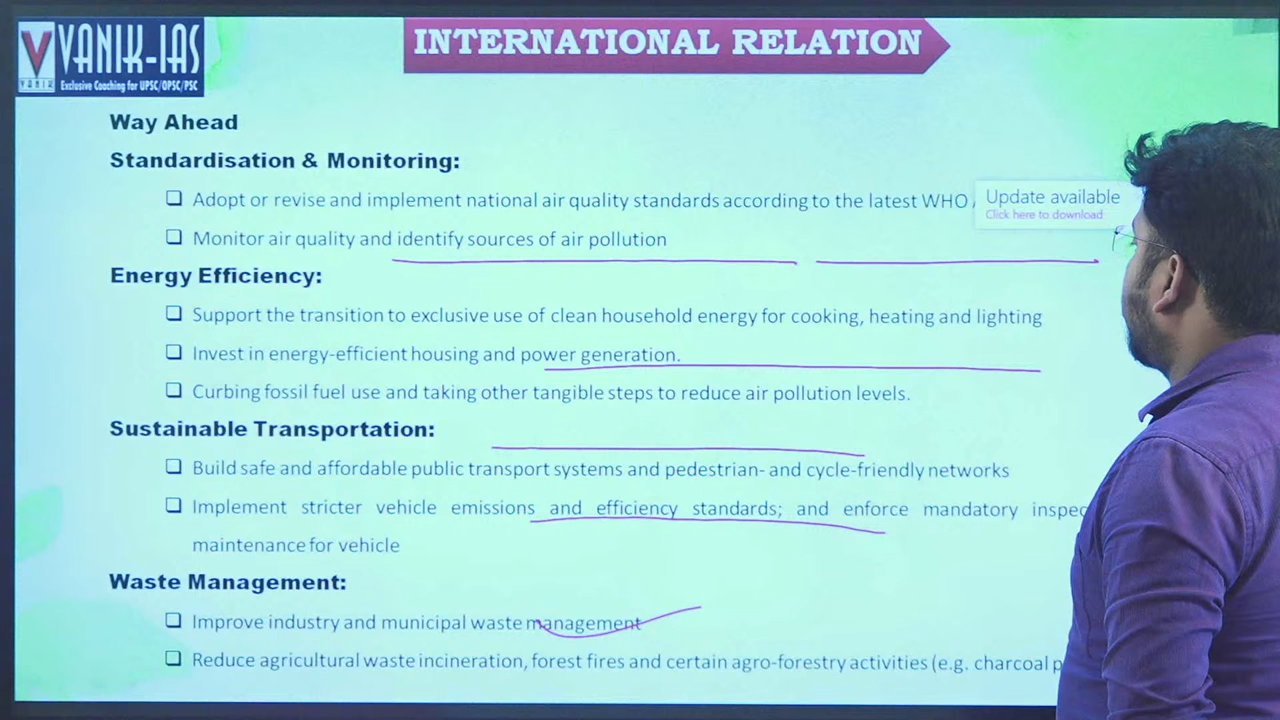 VANIK-IAS
VANIK
Exclusive Coaching for UPSC/OPSC/PSC
INTERNATIONAL RELATION
Way Ahead
Standardisation & Monitoring:
❑ Adopt or revise and implement national air quality standards according to the latest WHO
Update available
Click here to download
❑ Monitor air quality and identify sources of air pollution
Energy Efficiency:
❑ Support the transition to exclusive use of clean household energy for cooking, heating and lighting
❑ Invest in energy-efficient housing and power generation.
❑ Curbing fossil fuel use and taking other tangible steps to reduce air pollution levels.
Sustainable Transportation:
❑ Build safe and affordable public transport systems and pedestrian- and cycle-friendly networks
❑ Implement stricter vehicle emissions and efficiency standards; and enforce mandatory
maintenance for vehicle
Waste Management:
❑ Improve industry and municipal waste management
❑ Reduce agricultural waste incineration, forest fires and certain agro-forestry activities (e.g. charcoal